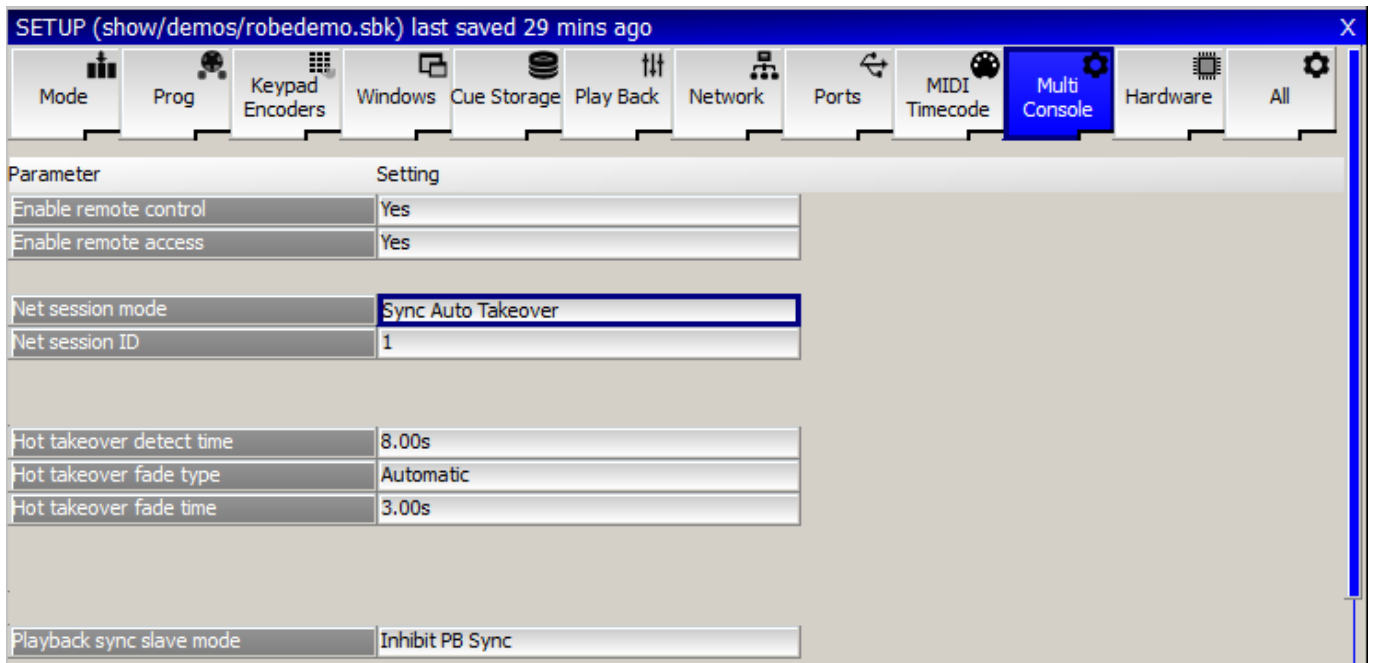 SETUP (show/demos/robedemo.sbk) last saved 29 mins ago X
Mode Prog Keypad Encoders Windows Cue Storage Play Back Network Ports MIDI Timecode Multi Console Hardware All
Parameter Setting
Enable remote control Yes
Enable remote access Yes
Net session mode Sync Auto Takeover
Net session ID 1
Hot takeover detect time 8.00s
Hot takeover fade type Automatic
Hot takeover fade time 3.00s
Playback sync slave mode Inhibit PB Sync